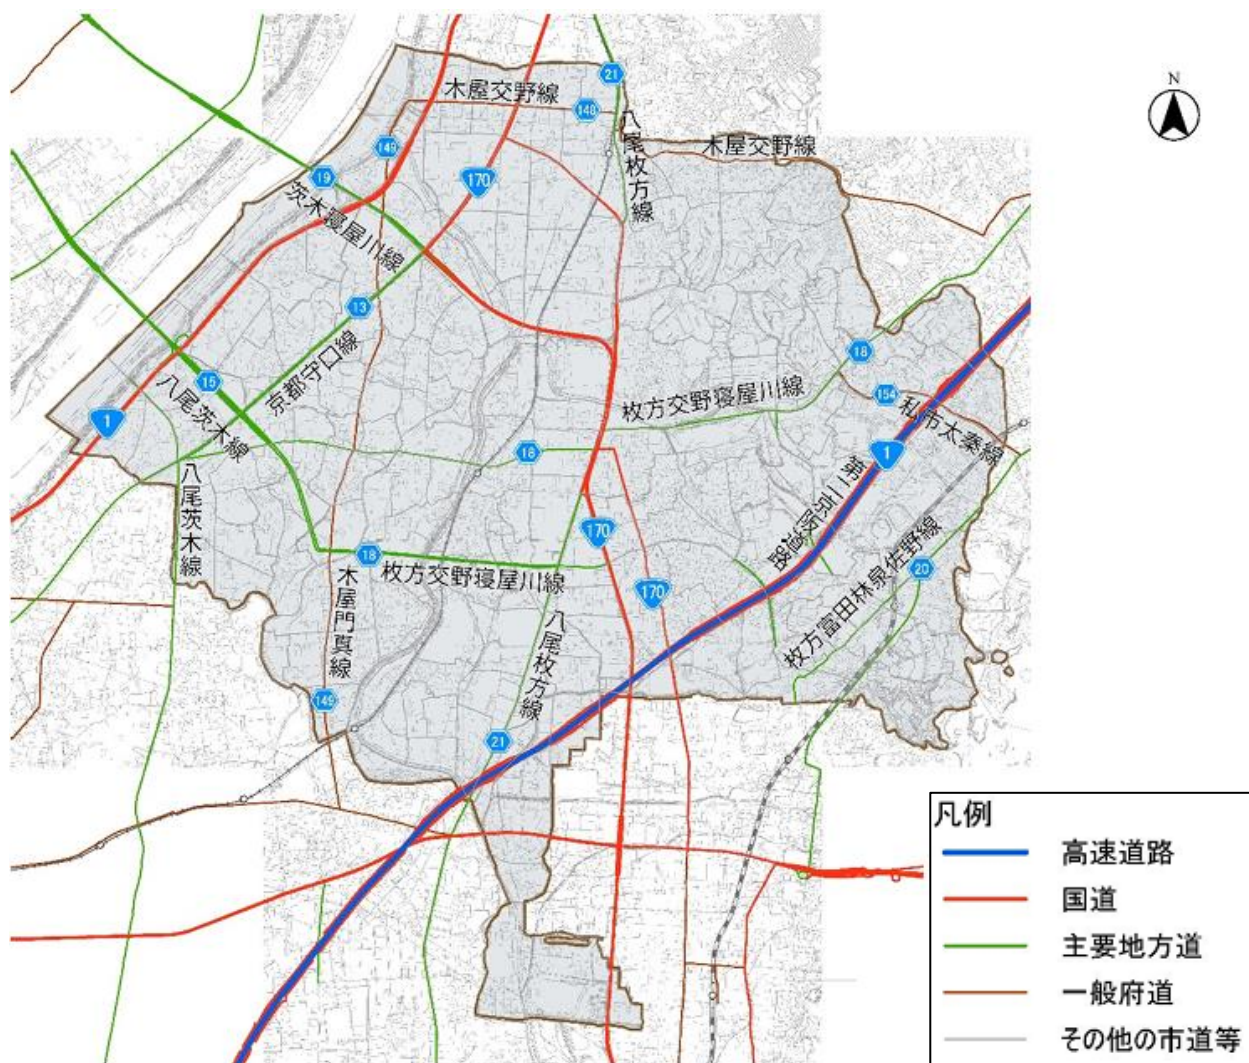 N
21
木屋交野線
148
八尾枚方線
149
木屋交野線
19
170
茨木寝屋川線
13
18
京都守口線
15
八尾茨木線
枚方交野寝屋川線
154
私市太秦線
1
1
18
第二京阪道路
八尾茨木線
170
枚方富田林泉佐野線
18
枚方交野寝屋川線
20
170
木屋門真線
八尾枚方線
149
21
凡例
高速道路
国道
主要地方道
一般府道
その他の市道等